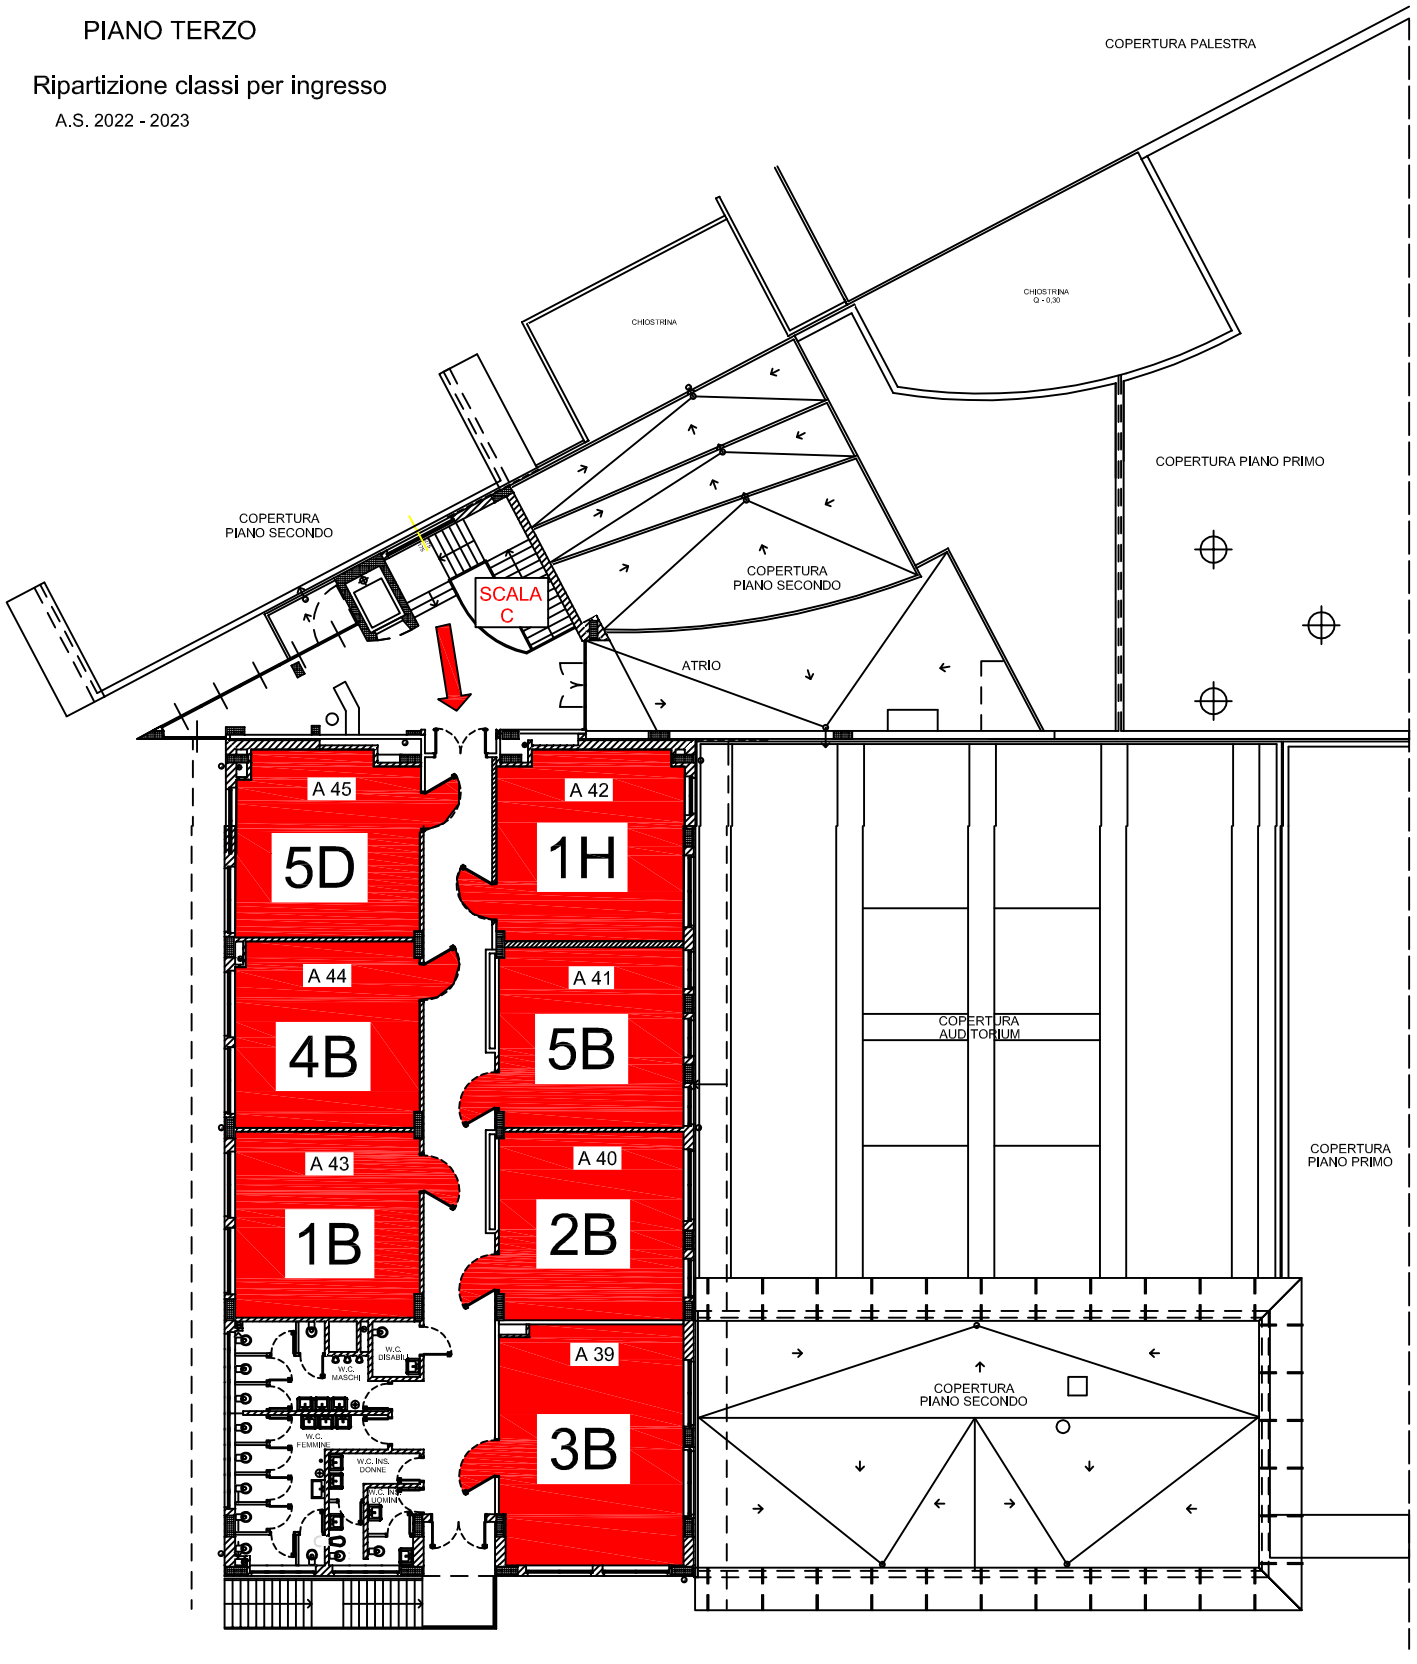 PIANO TERZO
Ripartizione classi per ingresso
A.S. 2022 - 2023
COPERTURA PALESTRA
CHIOSTRINA
Q - 0,30
CHIOSTRINA
COPERTURA PIANO PRIMO
COPERTURA
PIANO SECONDO
COPERTURA
PIANO SECONDO
SCALA
C
ATRIO
A 45
5D
A 42
1H
A 44
4B
A 41
5B
COPERTURA
AUDITORIUM
A 43
1B
A 40
2B
COPERTURA
PIANO PRIMO
W.C.
DISABILI
W.C.
MASCHI
A 39
3B
COPERTURA
PIANO SECONDO
W.C.
FEMMINE
W.C. INS.
DONNE
W.C. INS.
UOMINI